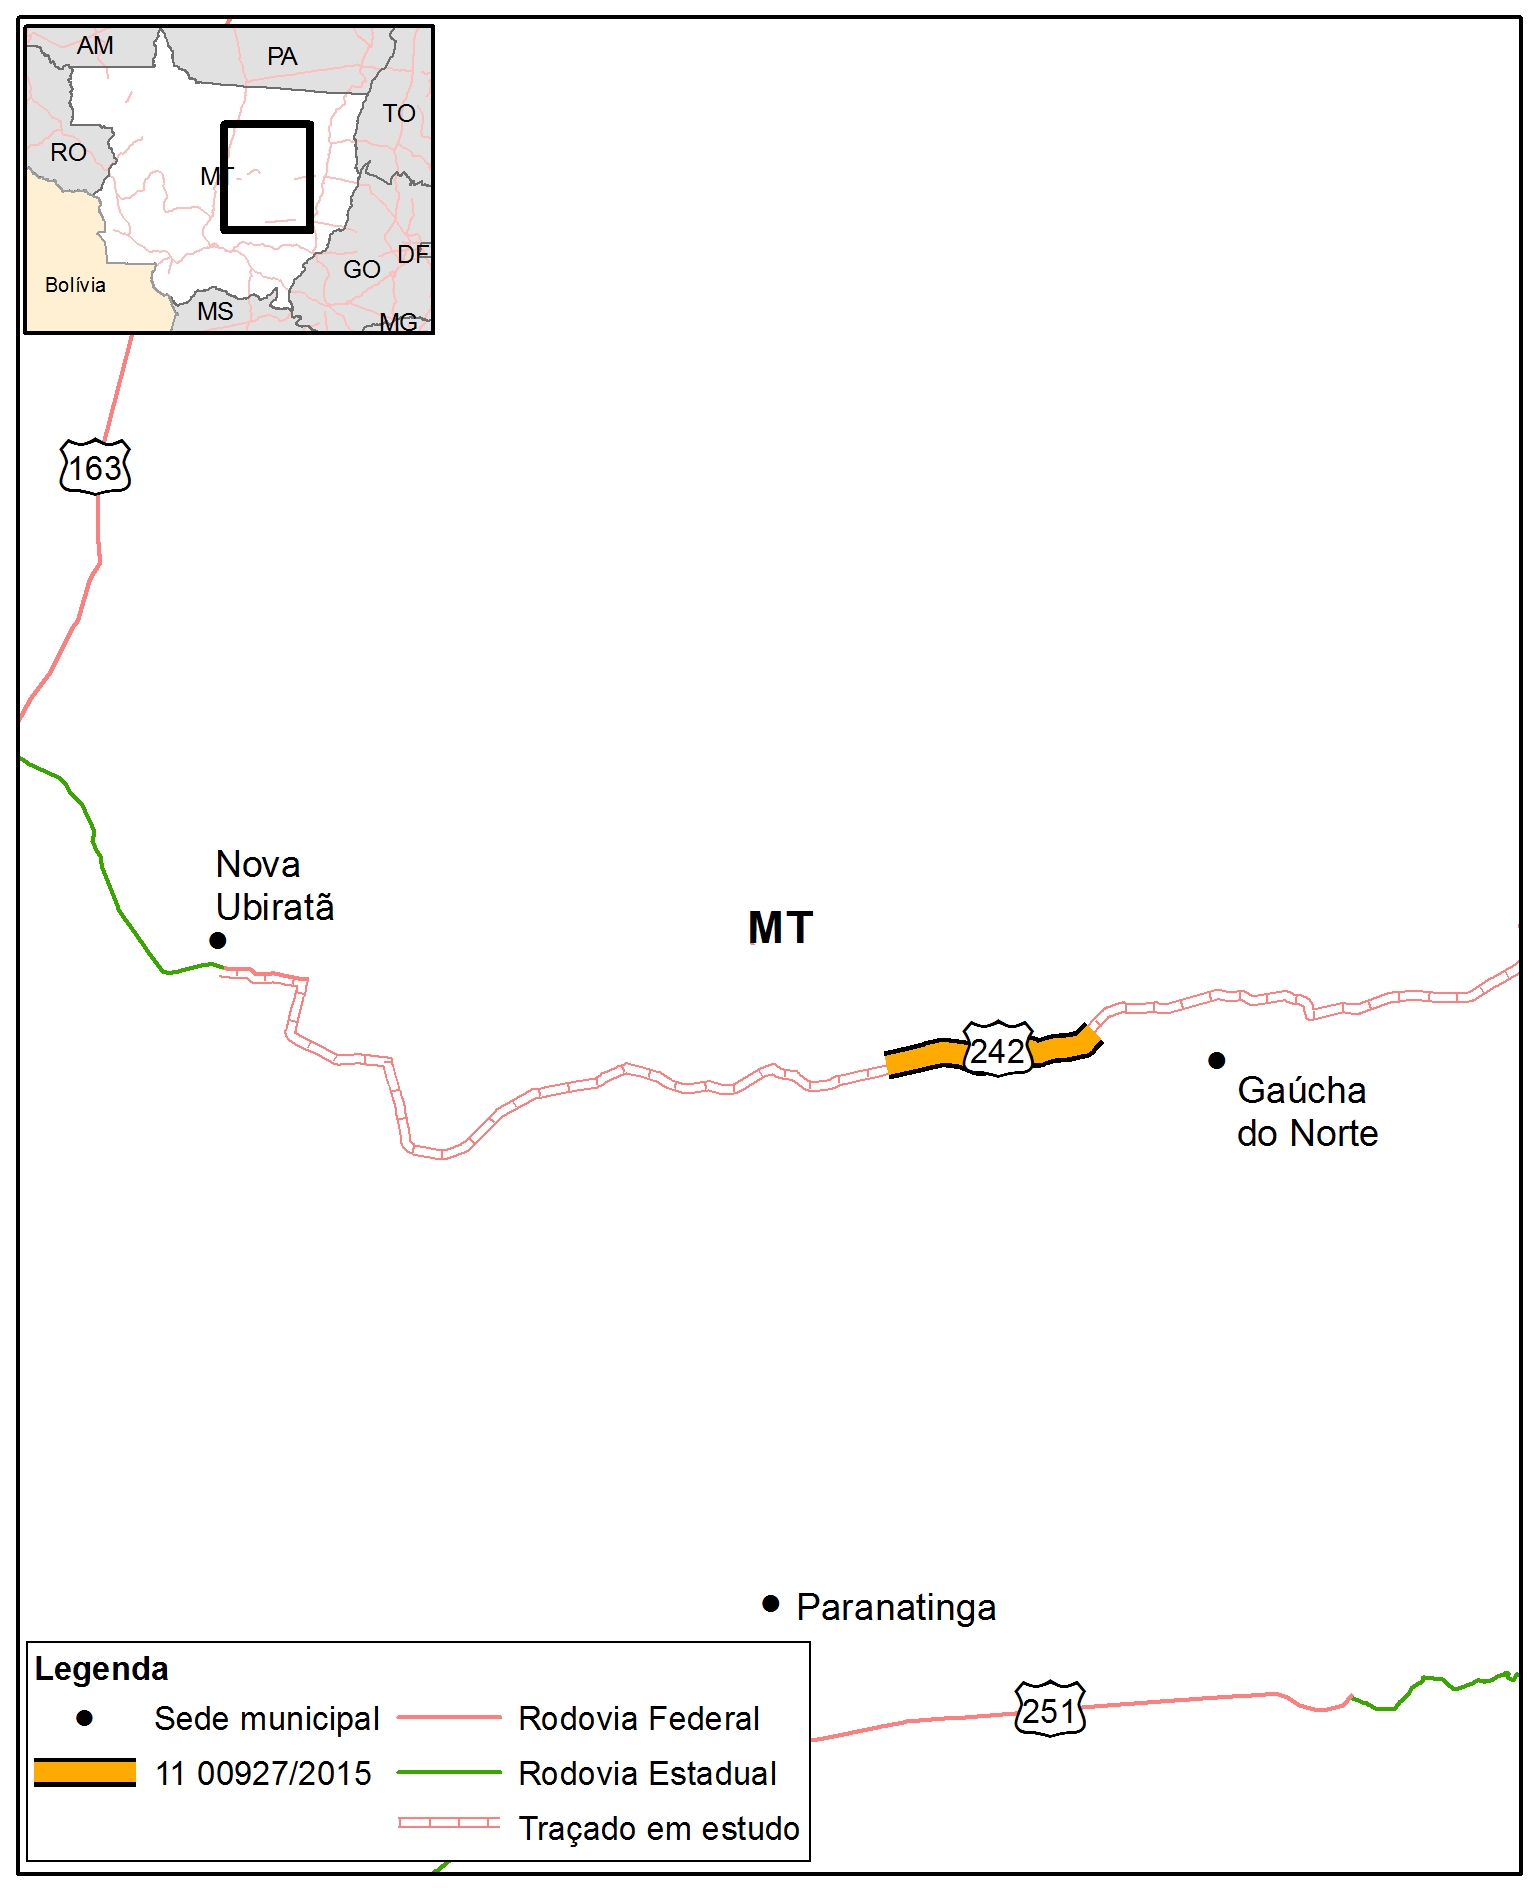 AM
PA
TO
RO
MT
DF
GO
Bolívia
MS
MG
163
Nova
Ubiratã
MT
242
Gaúcha
do Norte
Paranatinga
251
Legenda
Sede municipal
Rodovia Federal
11 00927/2015
Rodovia Estadual
Traçado em estudo